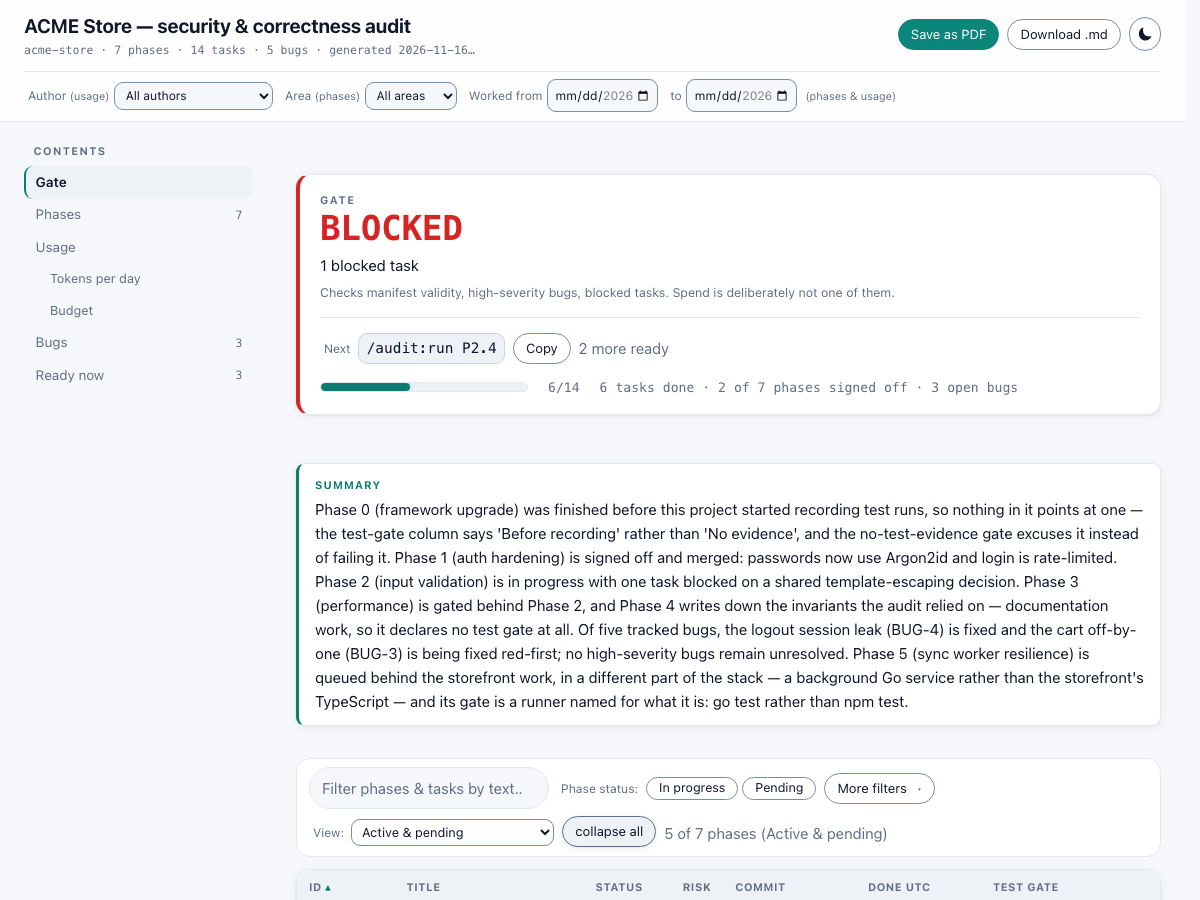 ACME Store — security & correctness audit
acme-store · 7 phases · 14 tasks · 5 bugs · generated 2026-11-16…
Save as PDF
Download .md
Author (usage) All authors Area (phases) All areas Worked from mm/dd/2026 to mm/dd/2026 (phases & usage)
CONTENTS
Gate
Phases 7
Usage
Tokens per day
Budget
Bugs 3
Ready now 3
GATE
BLOCKED
1 blocked task
Checks manifest validity, high-severity bugs, blocked tasks. Spend is deliberately not one of them.
Next /audit:run P2.4 Copy 2 more ready
6/14 6 tasks done · 2 of 7 phases signed off · 3 open bugs
SUMMARY
Phase 0 (framework upgrade) was finished before this project started recording test runs, so nothing in it points at one —
the test-gate column says 'Before recording' rather than 'No evidence', and the no-test-evidence gate excuses it instead
of failing it. Phase 1 (auth hardening) is signed off and merged: passwords now use Argon2id and login is rate-limited.
Phase 2 (input validation) is in progress with one task blocked on a shared template-escaping decision. Phase 3
(performance) is gated behind Phase 2, and Phase 4 writes down the invariants the audit relied on — documentation
work, so it declares no test gate at all. Of five tracked bugs, the logout session leak (BUG-4) is fixed and the cart off-by-
one (BUG-3) is being fixed red-first; no high-severity bugs remain unresolved. Phase 5 (sync worker resilience) is
queued behind the storefront work, in a different part of the stack — a background Go service rather than the storefront's
TypeScript — and its gate is a runner named for what it is: go test rather than npm test.
Filter phases & tasks by text..
Phase status: In progress Pending More filters ·
View: Active & pending collapse all 5 of 7 phases (Active & pending)
ID ▲ TITLE STATUS RISK COMMIT DONE UTC TEST GATE